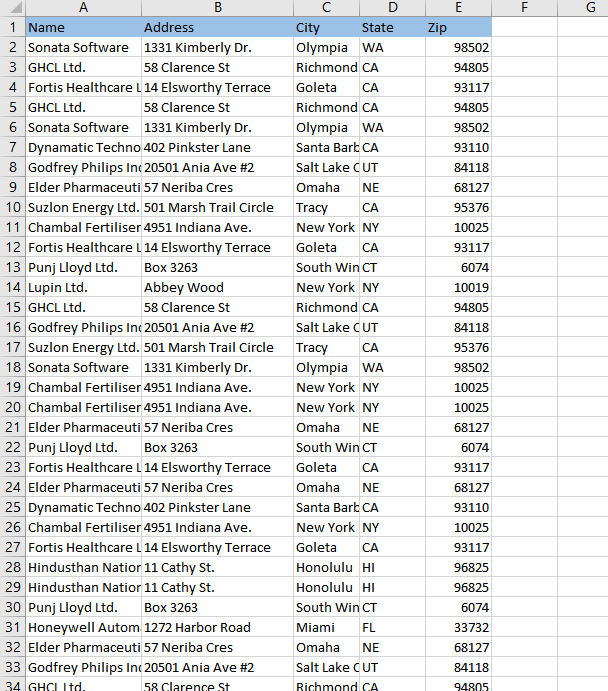 A B C D E F G
1 Name Address City State Zip
2 Sonata Software 1331 Kimberly Dr. Olympia WA 98502
3 GHCL Ltd. 58 Clarence St Richmond CA 94805
4 Fortis Healthcare L 14 Elsworthy Terrace Goleta CA 93117
5 GHCL Ltd. 58 Clarence St Richmond CA 94805
6 Sonata Software 1331 Kimberly Dr. Olympia WA 98502
7 Dynamatic Techno 402 Pinkster Lane Santa Barb CA 93110
8 Godfrey Philips Ind 20501 Ania Ave #2 Salt Lake C UT 84118
9 Elder Pharmaceuti 57 Neriba Cres Omaha NE 68127
10 Suzlon Energy Ltd. 501 Marsh Trail Circle Tracy CA 95376
11 Chambal Fertiliser 4951 Indiana Ave. New York NY 10025
12 Fortis Healthcare L 14 Elsworthy Terrace Goleta CA 93117
13 Punj Lloyd Ltd. Box 3263 South Win CT 6074
14 Lupin Ltd. Abbey Wood New York NY 10019
15 GHCL Ltd. 58 Clarence St Richmond CA 94805
16 Godfrey Philips Ind 20501 Ania Ave #2 Salt Lake C UT 84118
17 Suzlon Energy Ltd. 501 Marsh Trail Circle Tracy CA 95376
18 Sonata Software 1331 Kimberly Dr. Olympia WA 98502
19 Chambal Fertiliser 4951 Indiana Ave. New York NY 10025
20 Chambal Fertiliser 4951 Indiana Ave. New York NY 10025
21 Elder Pharmaceuti 57 Neriba Cres Omaha NE 68127
22 Punj Lloyd Ltd. Box 3263 South Win CT 6074
23 Fortis Healthcare L 14 Elsworthy Terrace Goleta CA 93117
24 Elder Pharmaceuti 57 Neriba Cres Omaha NE 68127
25 Dynamatic Techno 402 Pinkster Lane Santa Barb CA 93110
26 Chambal Fertiliser 4951 Indiana Ave. New York NY 10025
27 Fortis Healthcare L 14 Elsworthy Terrace Goleta CA 93117
28 Hindusthan Nation 11 Cathy St. Honolulu HI 96825
29 Hindusthan Nation 11 Cathy St. Honolulu HI 96825
30 Punj Lloyd Ltd. Box 3263 South Win CT 6074
31 Honeywell Autom 1272 Harbor Road Miami FL 33732
32 Elder Pharmaceuti 57 Neriba Cres Omaha NE 68127
33 Godfrey Philips Ind 20501 Ania Ave #2 Salt Lake C UT 84118
34 GHCL Ltd. 58 Clarence St Richmond CA 94805